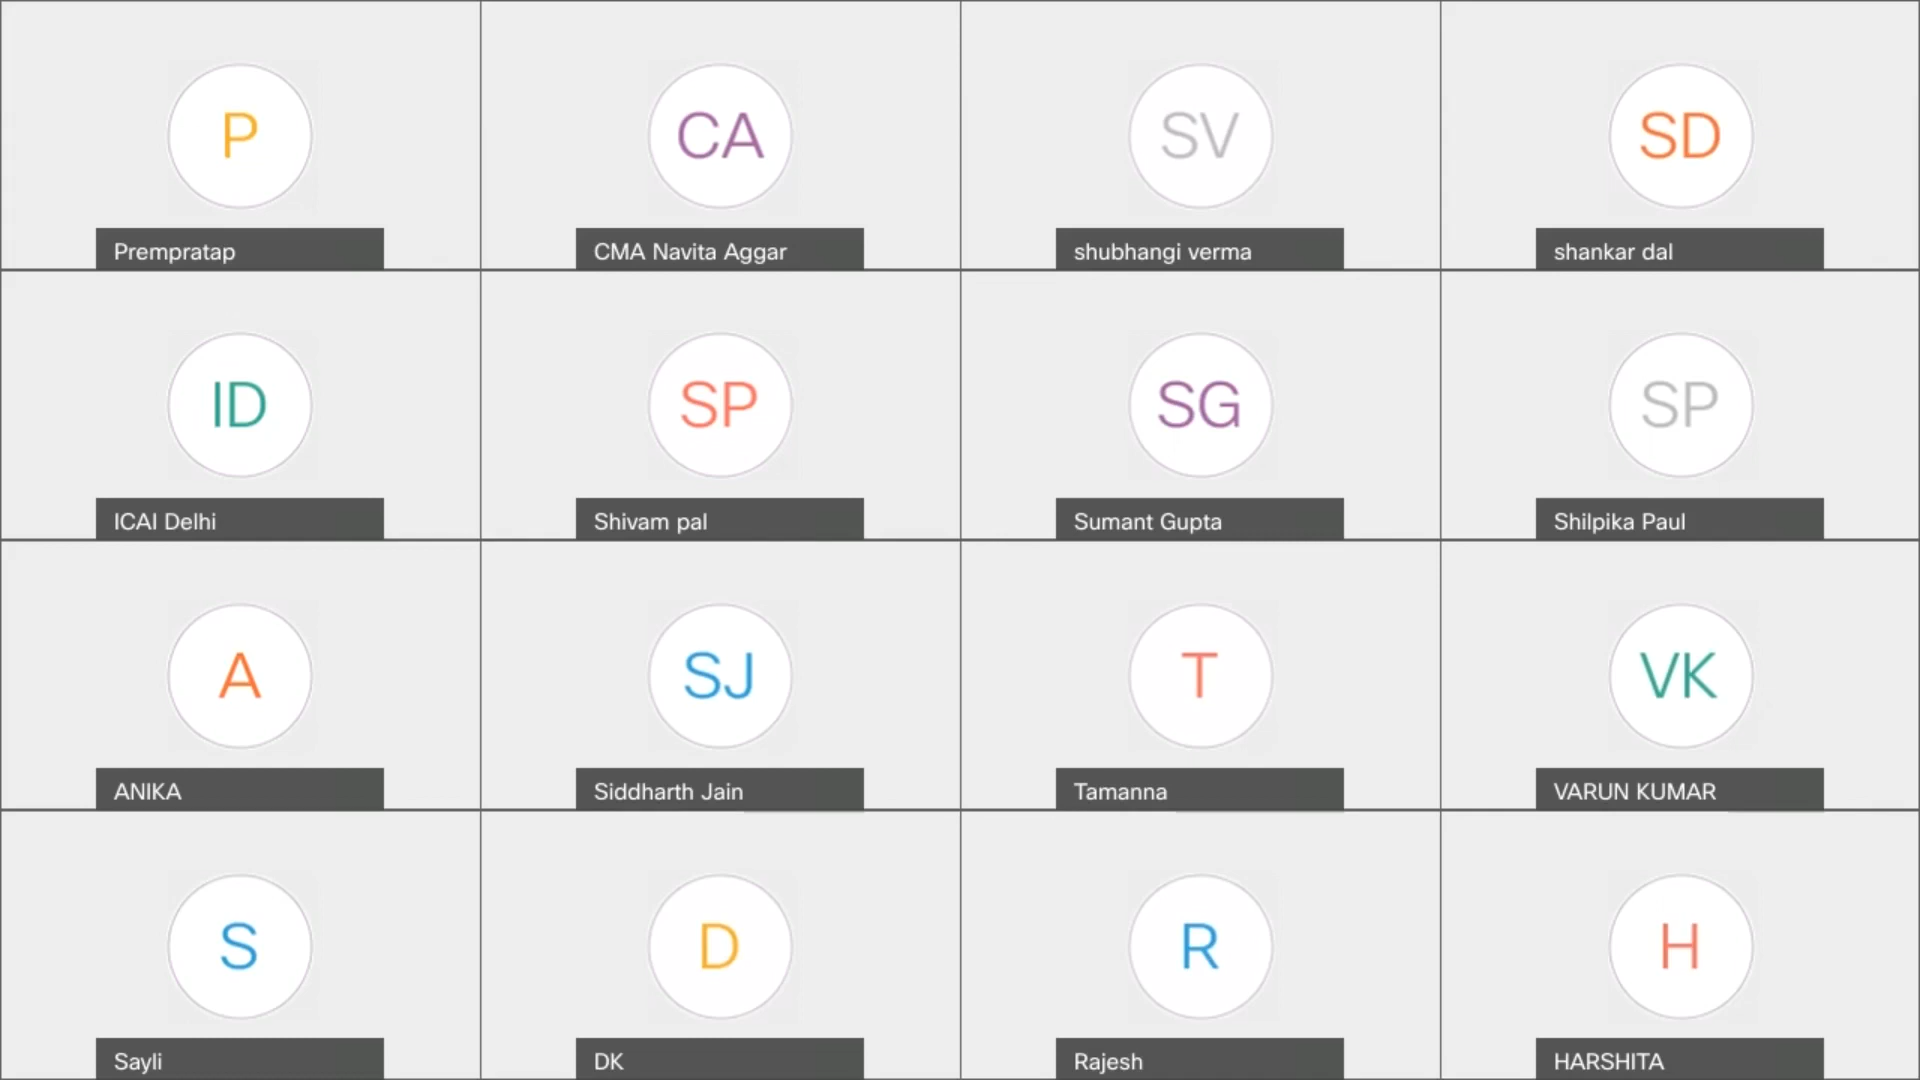 P
CA
SV
SD
Prempratap
CMA Navita Aggar
shubhangi verma
shankar dal
ID
SP
SG
SP
ICAI Delhi
Shivam pal
Sumant Gupta
Shilpika Paul
A
SJ
T
VK
ANIKA
Siddharth Jain
Tamanna
VARUN KUMAR
S
D
R
H
Sayli
DK
Rajesh
HARSHITA